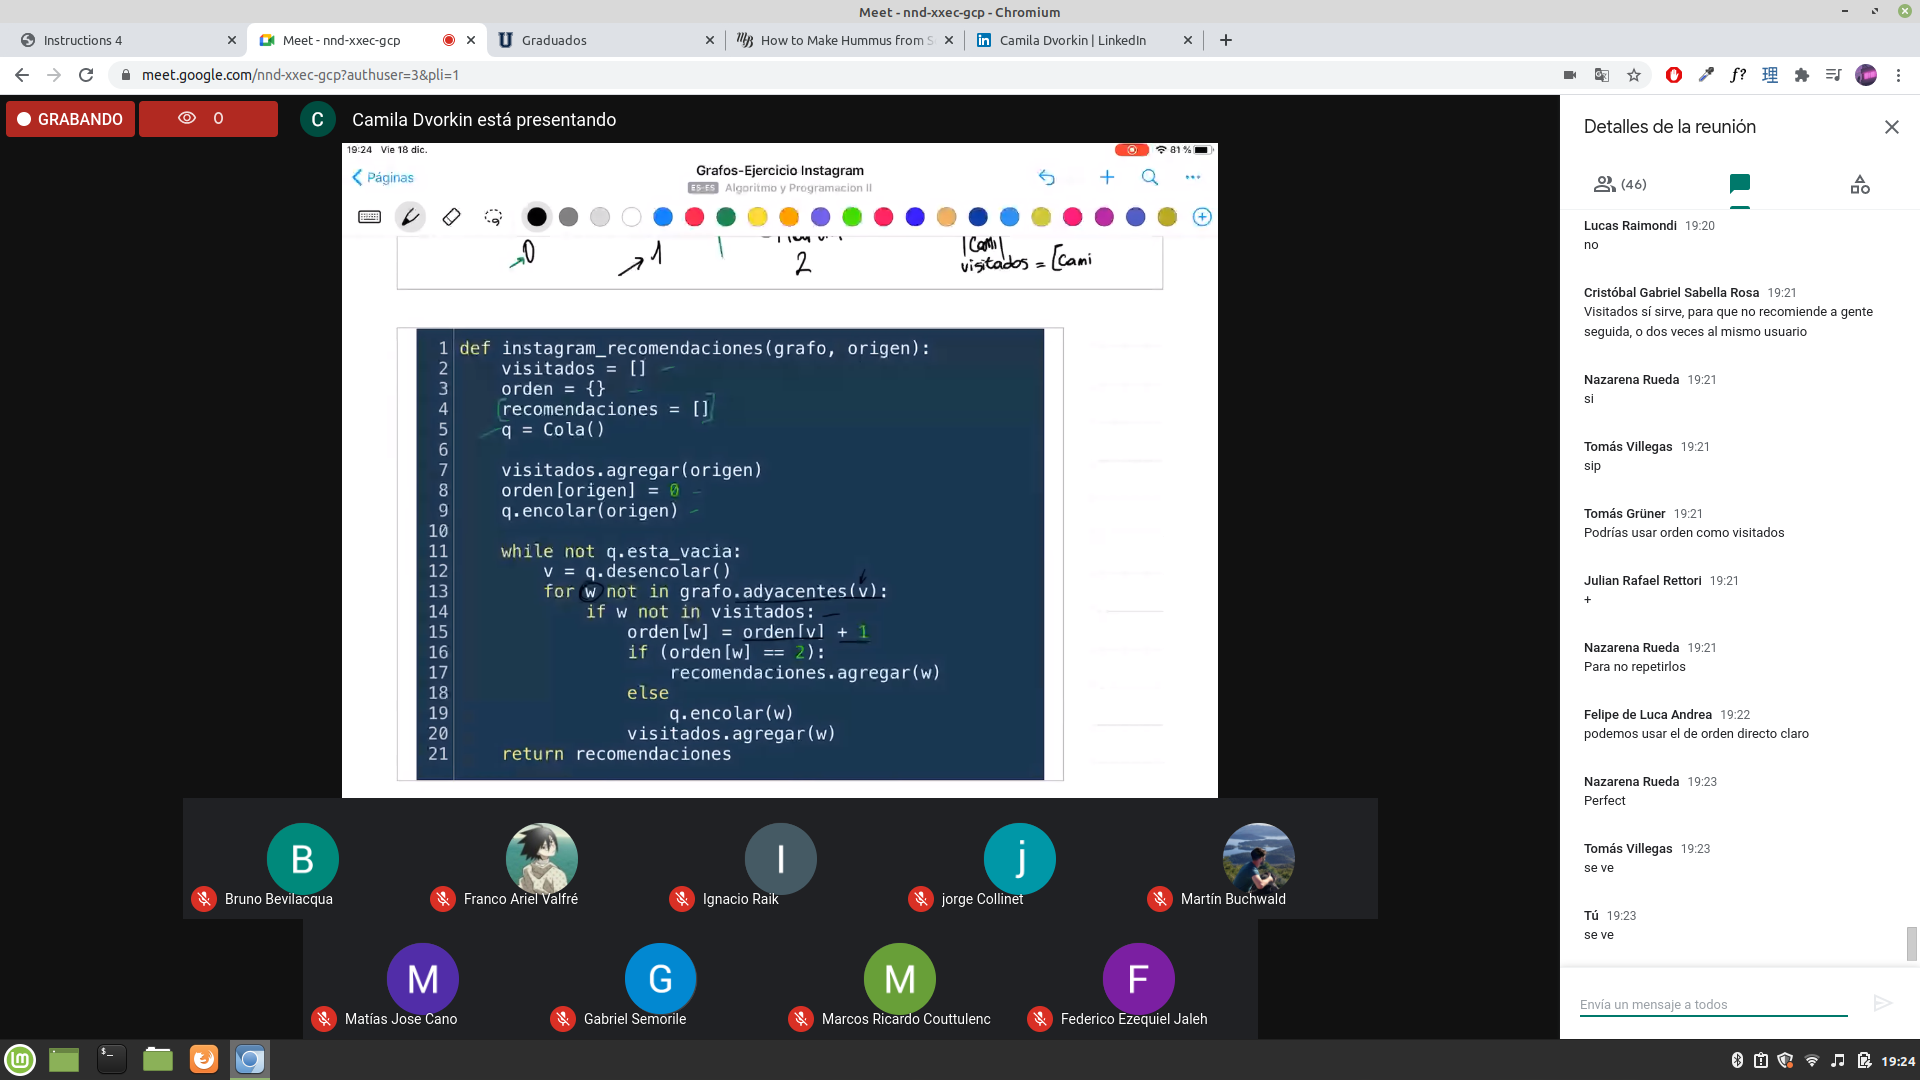 Meet - nnd-xxec-gcp - Chromium
Instructions 4
Meet - nnd-xxec-gcp
Graduados
How to Make Hummus from S
Camila Dvorkin | LinkedIn
meet.google.com/nnd-xxec-gcp?authuser=3&pli=1
GRABANDO
0
C
Camila Dvorkin está presentando
19:24 Vie 18 dic.
81 %
Páginas
Grafos-Ejercicio Instagram
ES-ES Algoritmo y Programacion II
0
1
2
|Cami|
visitados = [Cami
1 def instagram_recomendaciones(grafo, origen):
2 visitados = []
3 orden = {}
4 recomendaciones = []
5 q = Cola()
6
7 visitados.agregar(origen)
8 orden[origen] = 0
9 q.encolar(origen)
10
11 while not q.esta_vacia:
12 v = q.desencolar()
13 for w not in grafo.adyacentes(v):
14 if w not in visitados:
15 orden[w] = orden[v] + 1
16 if (orden[w] == 2):
17 recomendaciones.agregar(w)
18 else
19 q.encolar(w)
20 visitados.agregar(w)
21 return recomendaciones
B
Bruno Bevilacqua
Franco Ariel Valfré
I
Ignacio Raik
j
jorge Collinet
Martín Buchwald
M
Matías Jose Cano
G
Gabriel Semorile
M
Marcos Ricardo Couttulenc
F
Federico Ezequiel Jaleh
Detalles de la reunión
(46)
Lucas Raimondi 19:20
no
Cristóbal Gabriel Sabella Rosa 19:21
Visitados sí sirve, para que no recomiende a gente
seguida, o dos veces al mismo usuario
Nazarena Rueda 19:21
si
Tomás Villegas 19:21
sip
Tomás Grüner 19:21
Podrías usar orden como visitados
Julian Rafael Rettori 19:21
+
Nazarena Rueda 19:21
Para no repetirlos
Felipe de Luca Andrea 19:22
podemos usar el de orden directo claro
Nazarena Rueda 19:23
Perfect
Tomás Villegas 19:23
se ve
Tú 19:23
se ve
Envía un mensaje a todos
19:24